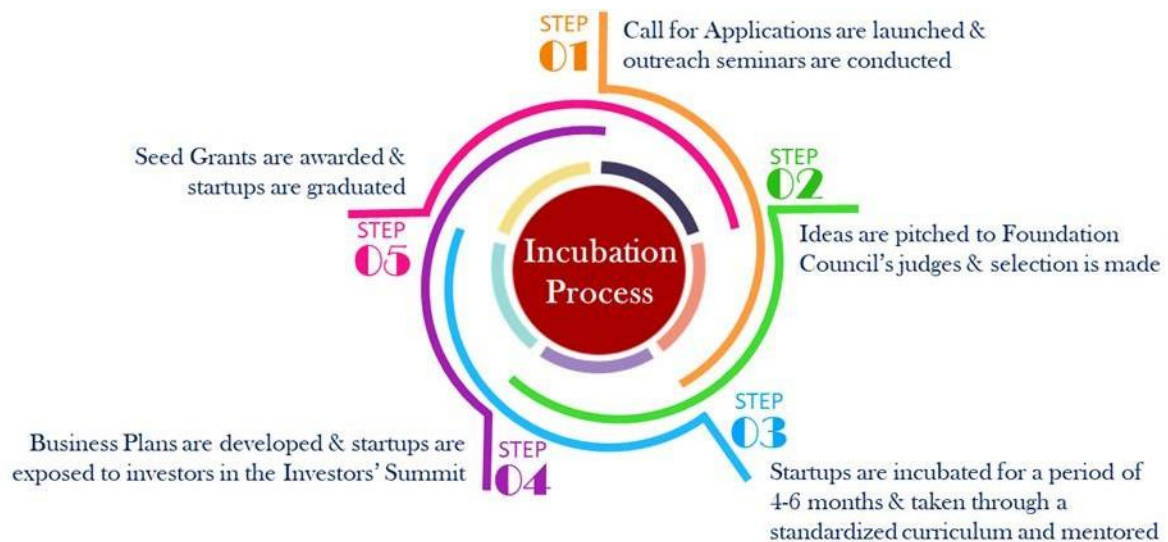 STEP
01
Call for Applications are launched &
outreach seminars are conducted
STEP
02
Ideas are pitched to Foundation
Council's judges & selection is made
STEP
03
Startups are incubated for a period of
4-6 months & taken through a
standardized curriculum and mentored
STEP
04
Business Plans are developed & startups are
exposed to investors in the Investors' Summit
STEP
05
Seed Grants are awarded &
startups are graduated
Incubation
Process